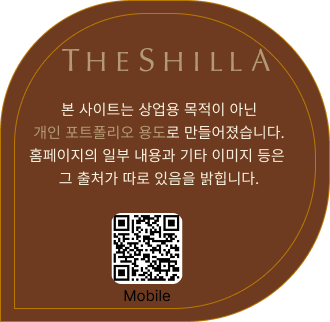 THE SHILLA
본 사이트는 상업용 목적이 아닌
개인 포트폴리오 용도로 만들어졌습니다.
홈페이지의 일부 내용과 기타 이미지 등은
그 출처가 따로 있음을 밝힙니다.
Mobile